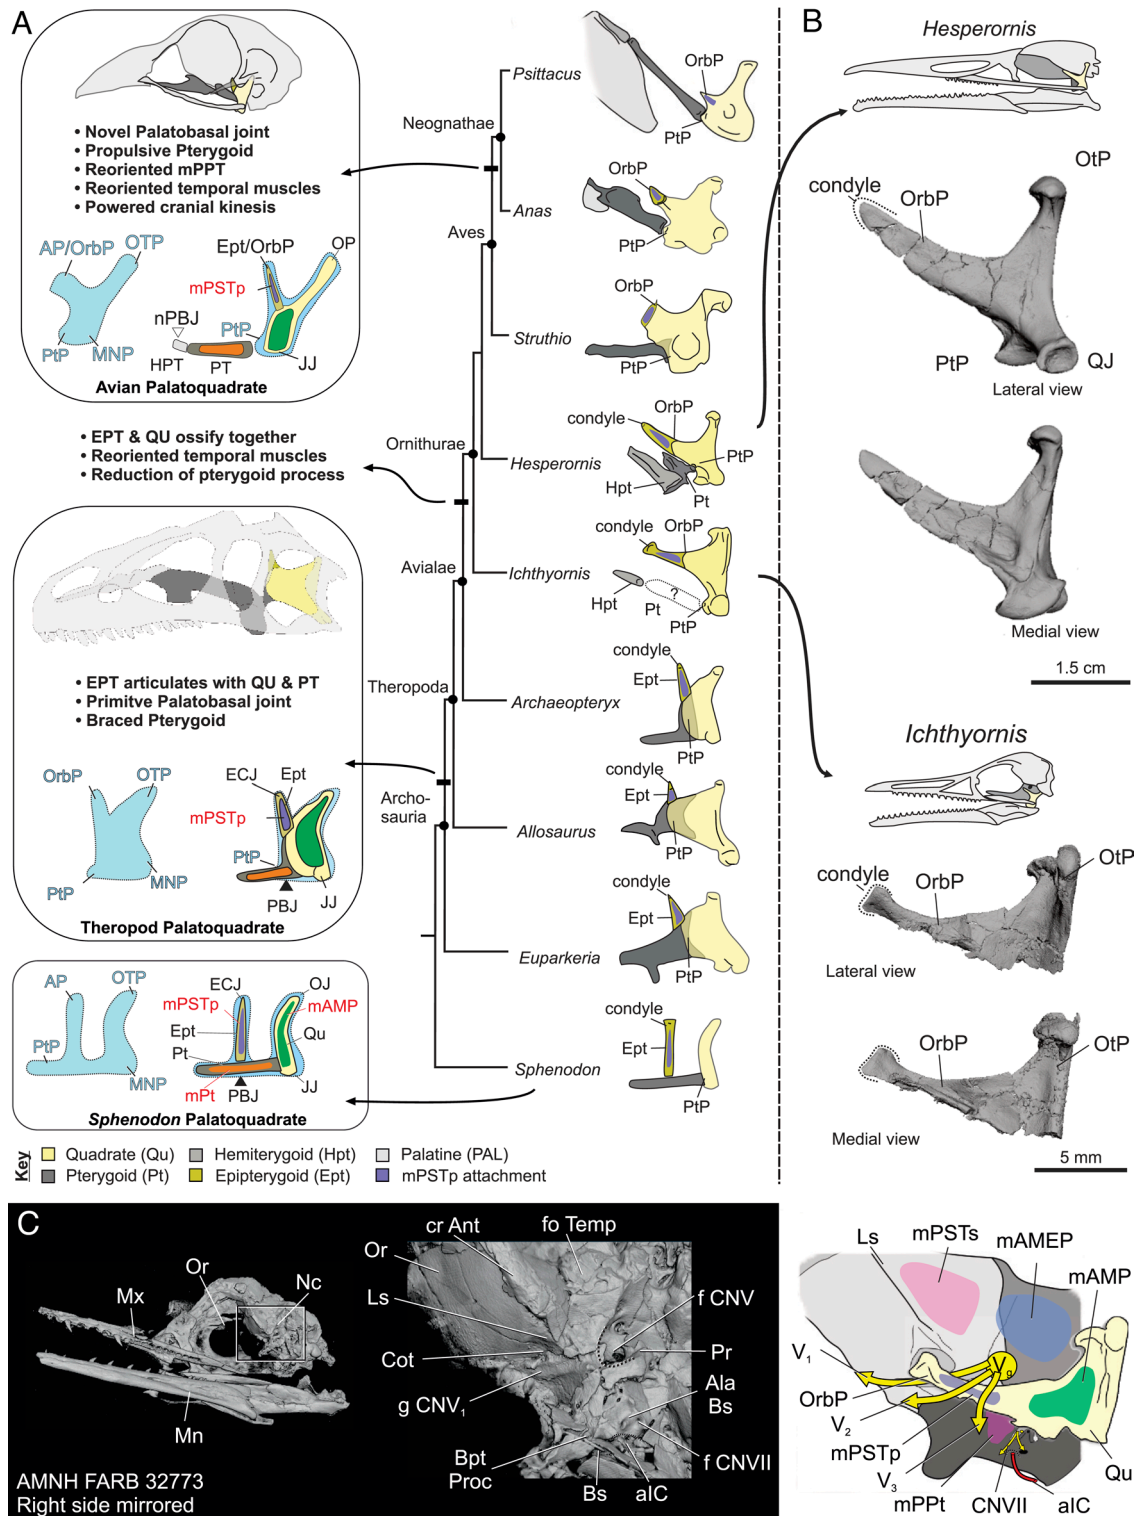 A
• Novel Palatobasal joint
• Propulsive Pterygoid
• Reoriented mPPT
• Reoriented temporal muscles
• Powered cranial kinesis
AP/OrbP
OTP
PtP
MNP
Ept/OrbP
OP
mPSTp
nPBJ
PtP
HPT
PT
JJ
Avian Palatoquadrate
• EPT & QU ossify together
• Reoriented temporal muscles
• Reduction of pterygoid process
• EPT articulates with QU & PT
• Primitve Palatobasal joint
• Braced Pterygoid
OrbP
OTP
PtP
MNP
ECJ
Ept
mPSTp
PtP
PBJ
JJ
Theropod Palatoquadrate
AP
OTP
PtP
MNP
ECJ
OJ
mPSTp
mAMP
Ept
Qu
Pt
mPt
PBJ
JJ
Sphenodon Palatoquadrate
Neognathae
Aves
Ornithurae
Avialae
Theropoda
Archo-
sauria
Psittacus
Anas
Struthio
Hesperornis
Ichthyornis
Archaeopteryx
Allosaurus
Euparkeria
Sphenodon
OrbP
PtP
OrbP
PtP
OrbP
PtP
condyle
OrbP
PtP
Hpt
Pt
condyle
OrbP
?
Hpt
Pt
PtP
condyle
Ept
PtP
condyle
Ept
PtP
condyle
Ept
PtP
condyle
Ept
PtP
Key
Quadrate (Qu)
Hemiterygoid (Hpt)
Palatine (PAL)
Pterygoid (Pt)
Epipterygoid (Ept)
mPSTp attachment
B
Hesperornis
OtP
condyle
OrbP
PtP
QJ
Lateral view
Medial view
1.5 cm
Ichthyornis
condyle
OrbP
OtP
Lateral view
OrbP
OtP
Medial view
5 mm
C
Or
Nc
Mx
Mn
AMNH FARB 32773
Right side mirrored
cr Ant
fo Temp
Or
Ls
f CNV
Cot
Pr
g CNV1
Ala
Bs
Bpt
Proc
f CNVII
Bs
aIC
Ls
mPSTs
mAMEP
mAMP
V1
Vg
OrbP
V2
mPSTp
V3
mPPt
CNVII
aIC
Qu